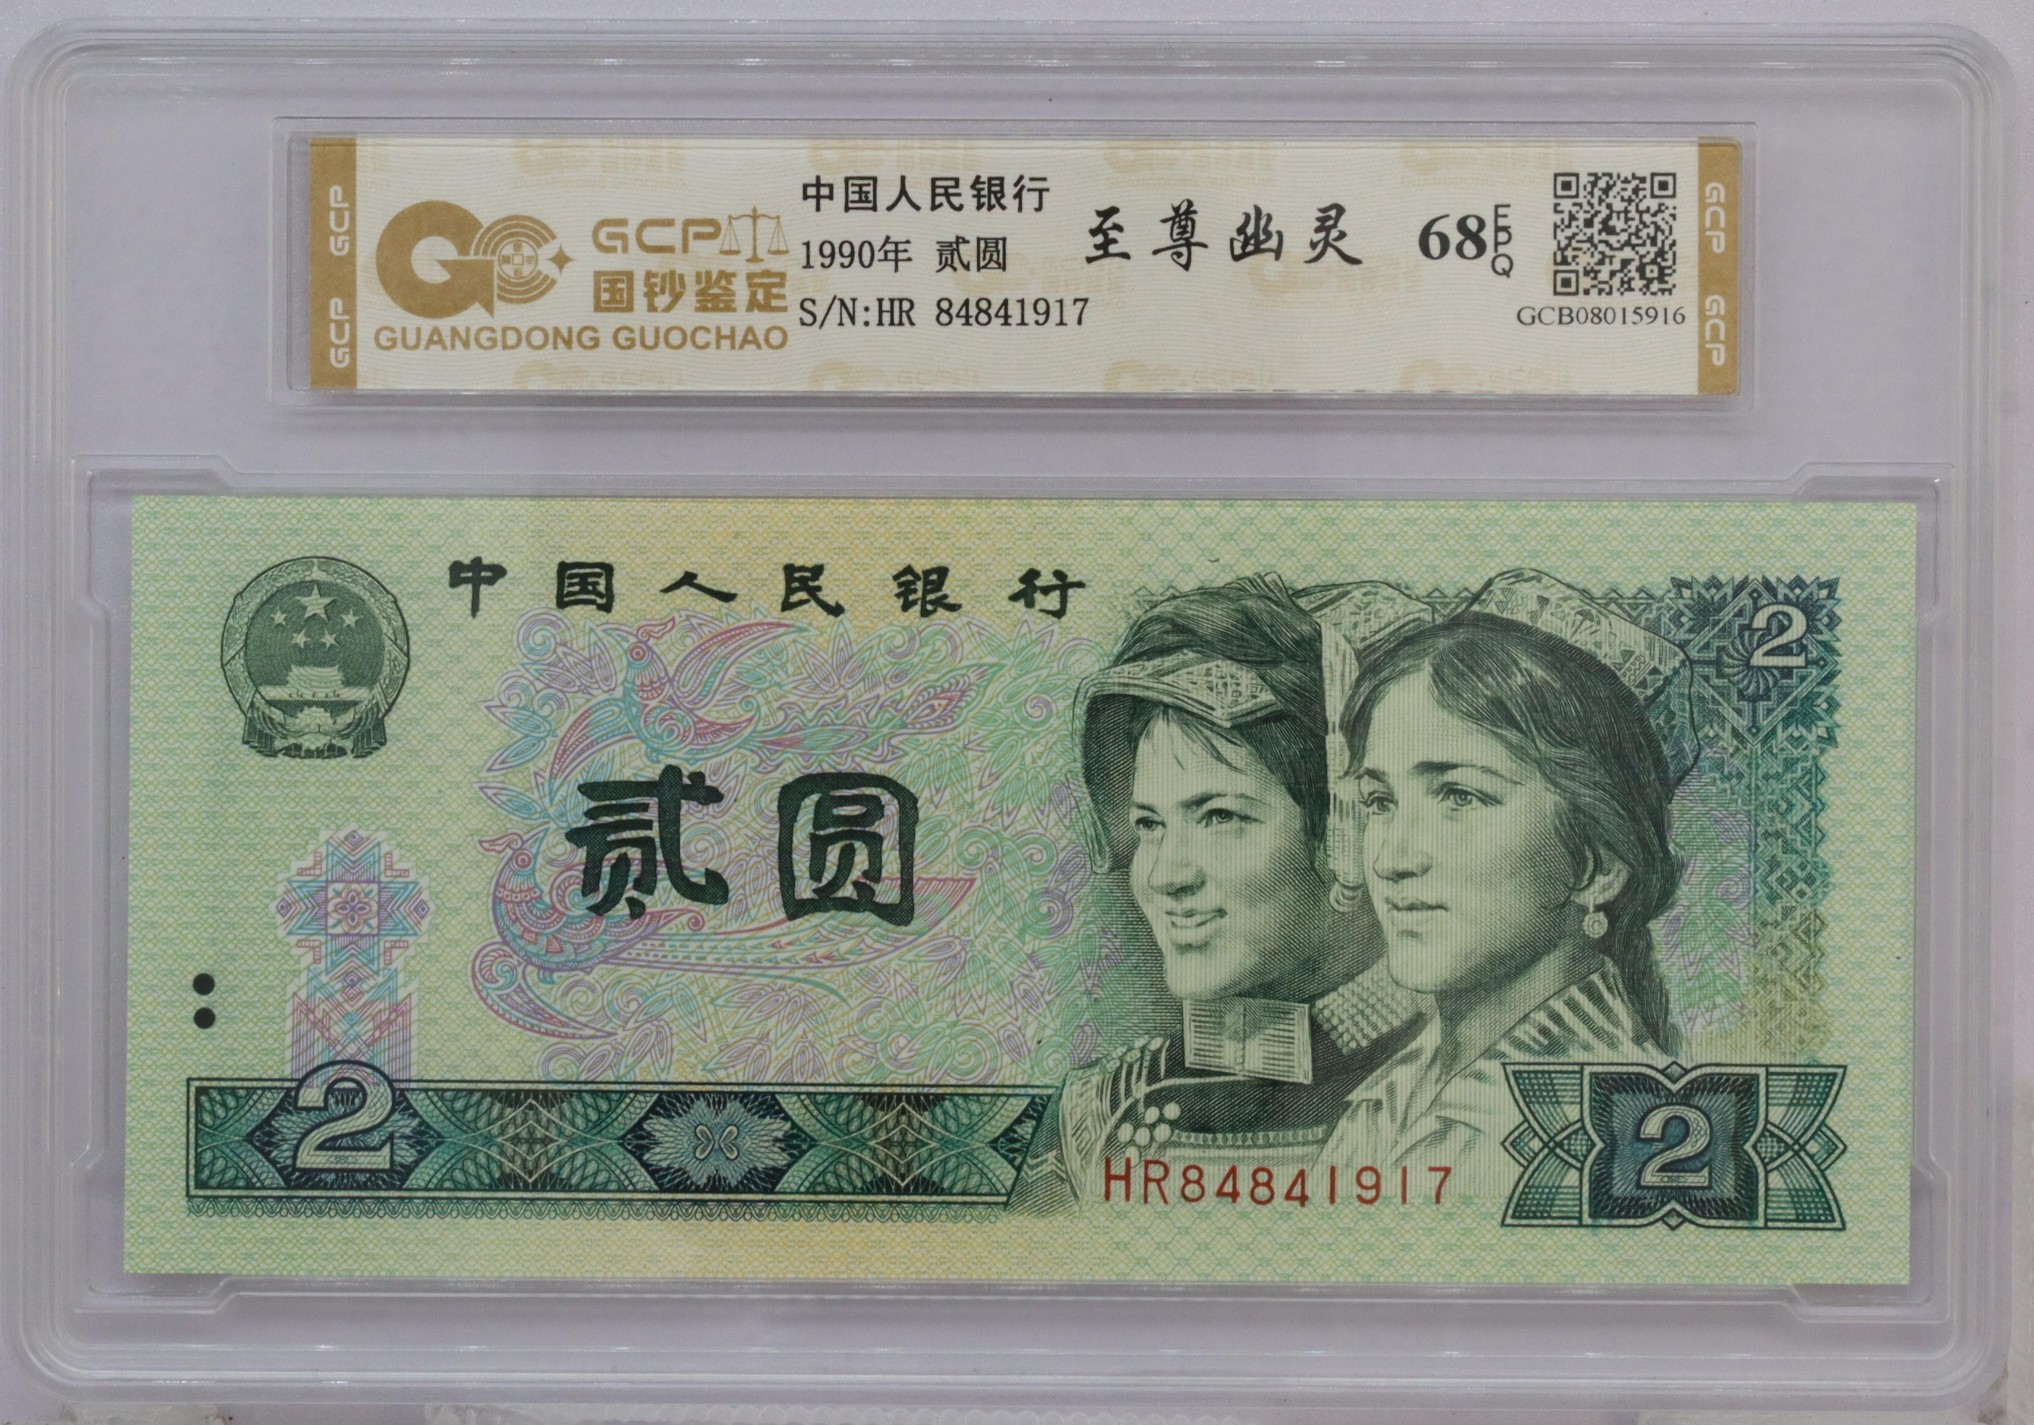 GCP GCP
GCP
国钞鉴定
GUANGDONG GUOCHAO
中国人民银行
1990年 贰圆
S/N:HR 84841917
至尊幽灵
68 EPQ
GCB08015916
GCP GCP
中国人民银行
2
贰圆
2
HR84841917
2